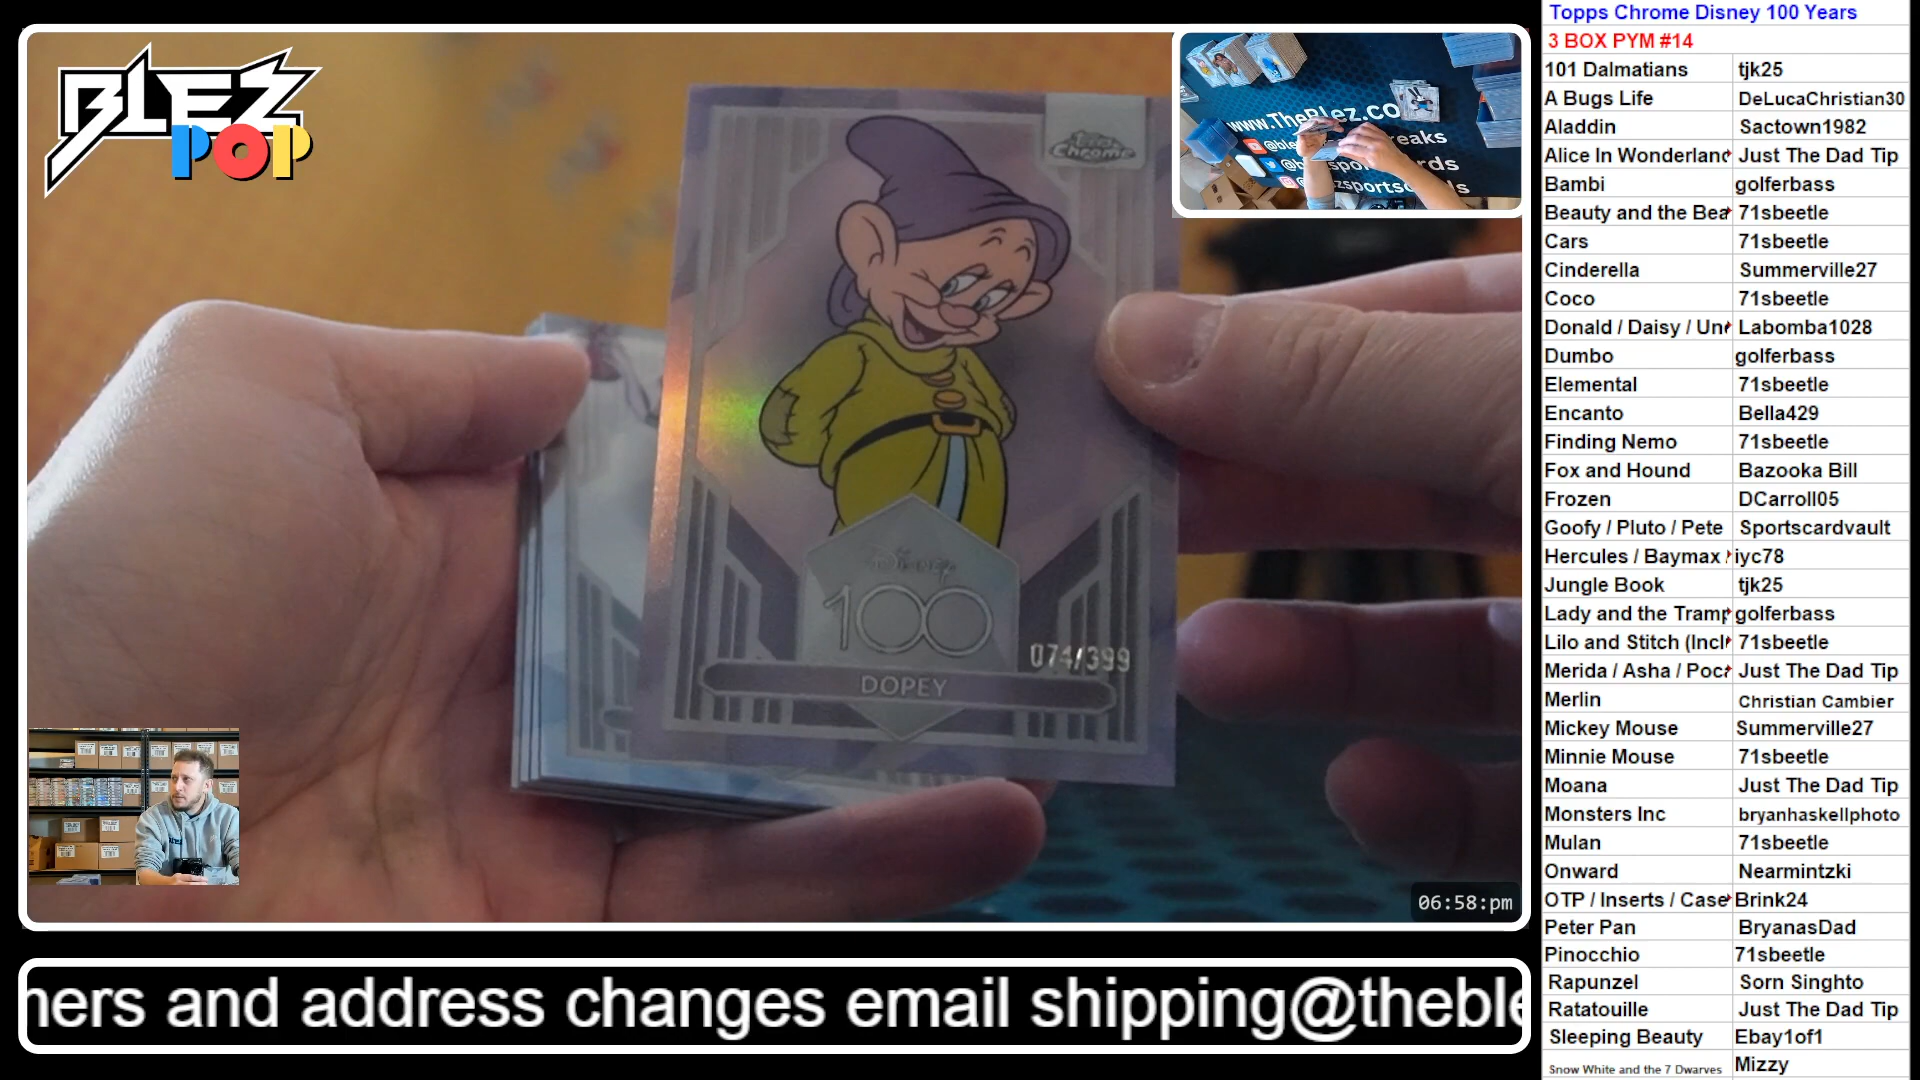 BLEZ
POP
Topps
Chrome
Disney
100
074/399
DOPEY
www.ThePlez.co
06:58:pm
ners and address changes email shipping@theble
Topps Chrome Disney 100 Years
3 BOX PYM #14
101 Dalmatians tjk25
A Bugs Life DeLucaChristian30
Aladdin Sactown1982
Alice In Wonderland Just The Dad Tip
Bambi golferbass
Beauty and the Bea 71sbeetle
Cars 71sbeetle
Cinderella Summerville27
Coco 71sbeetle
Donald / Daisy / Un Labomba1028
Dumbo golferbass
Elemental 71sbeetle
Encanto Bella429
Finding Nemo 71sbeetle
Fox and Hound Bazooka Bill
Frozen DCarroll05
Goofy / Pluto / Pete Sportscardvault
Hercules / Baymax / iyc78
Jungle Book tjk25
Lady and the Tramp golferbass
Lilo and Stitch (Incl 71sbeetle
Merida / Asha / Poca Just The Dad Tip
Merlin Christian Cambier
Mickey Mouse Summerville27
Minnie Mouse 71sbeetle
Moana Just The Dad Tip
Monsters Inc bryanhaskellphoto
Mulan 71sbeetle
Onward Nearmintzki
OTP / Inserts / Case Brink24
Peter Pan BryanasDad
Pinocchio 71sbeetle
Rapunzel Sorn Singhto
Ratatouille Just The Dad Tip
Sleeping Beauty Ebay1of1
Snow White and the 7 Dwarves Mizzy